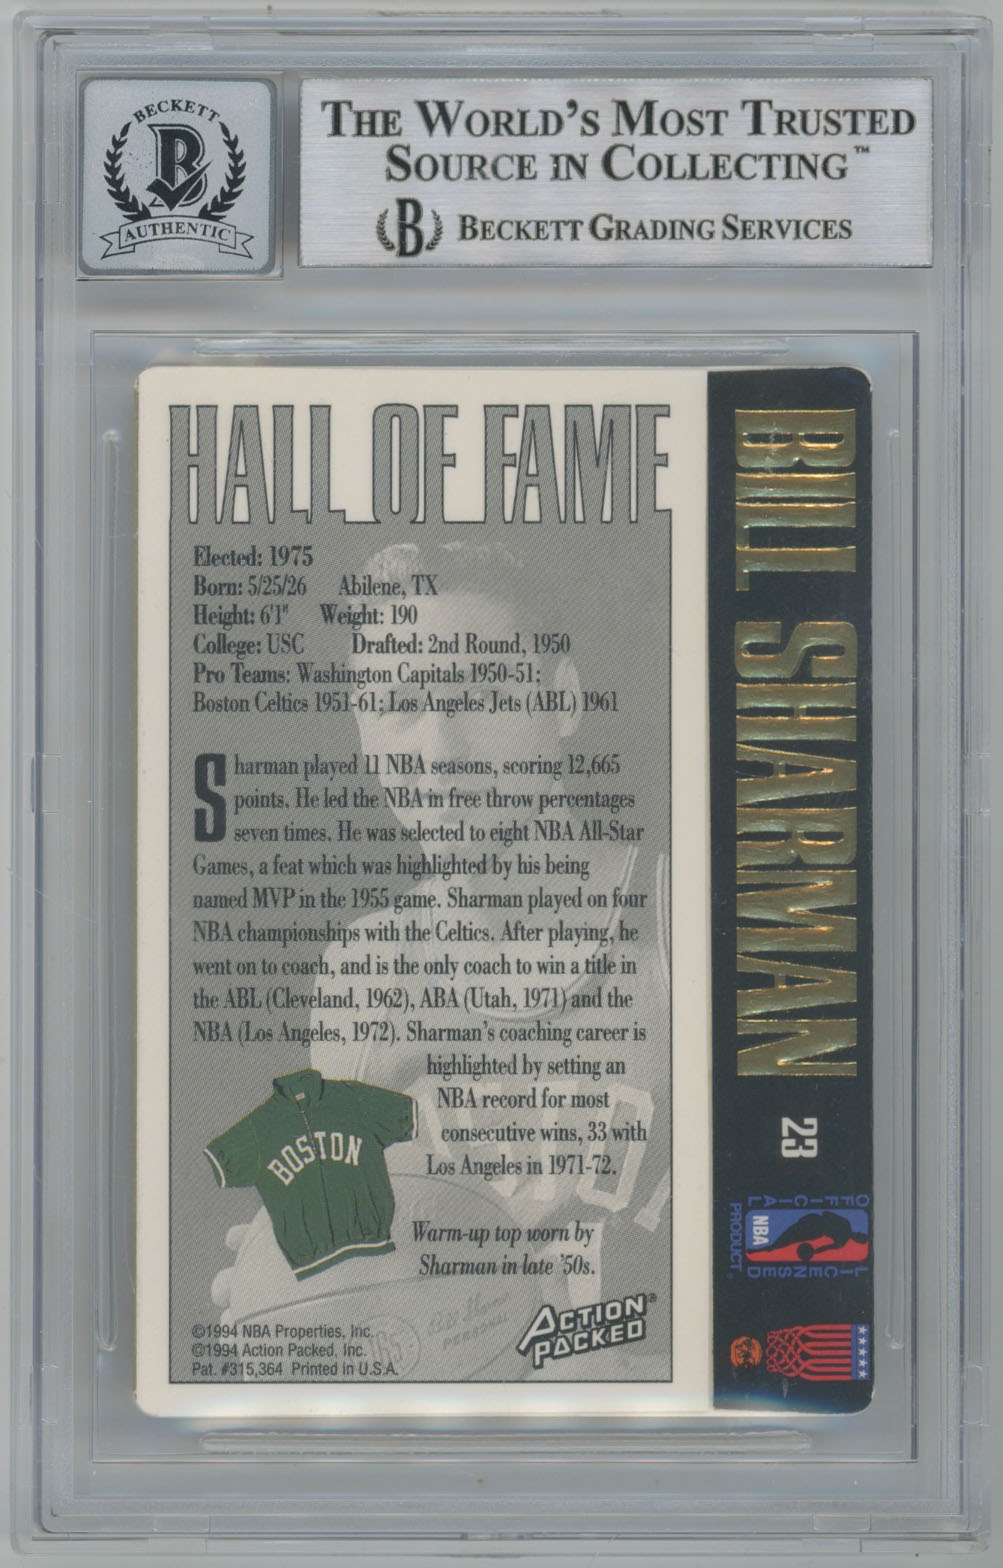 BECKETT
B
AUTHENTIC
THE WORLD'S MOST TRUSTED
SOURCE IN COLLECTING™
B BECKETT GRADING SERVICES
HALL OF FAME
Elected: 1975
Born: 5/25/26 Abilene, TX
Height: 6'1" Weight: 190
College: USC Drafted: 2nd Round, 1950
Pro Teams: Washington Capitals 1950-51;
Boston Celtics 1951-61; Los Angeles Jets (ABL) 1961
Sharman played 11 NBA seasons, scoring 12,665
points. He led the NBA in free throw percentages
seven times. He was selected to eight NBA All-Star
Games, a feat which was highlighted by his being
named MVP in the 1955 game. Sharman played on four
NBA championships with the Celtics. After playing, he
went on to coach, and is the only coach to win a title in
the ABL (Cleveland, 1962), ABA (Utah, 1971) and the
NBA (Los Angeles, 1972). Sharman's coaching career is
highlighted by setting an
NBA record for most
consecutive wins, 33 with
Los Angeles in 1971-72.
BOSTON
Warm-up top worn by
Sharman in late '50s.
©1994 NBA Properties, Inc.
©1994 Action Packed, Inc.
Pat. #315,364 Printed in U.S.A.
ACTION
PACKED®
BILL SHARMAN
23
OFFICIAL
NBA
LICENSED
PRODUCT